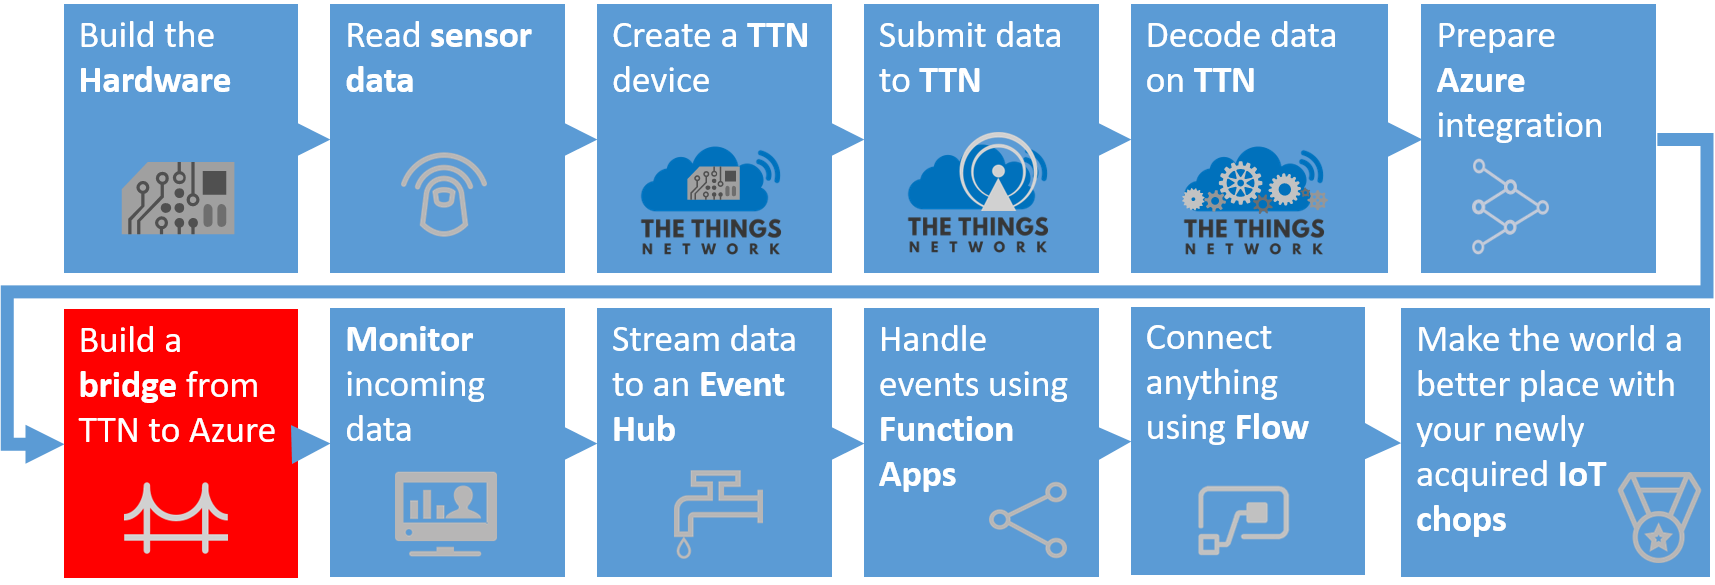 Build the
Hardware
Read sensor
data
Create a TTN
device
THE THINGS
NETWORK
Submit data
to TTN
THE THINGS
NETWORK
Decode data
on TTN
THE THINGS
NETWORK
Prepare
Azure
integration
Build a
bridge from
TTN to Azure
Monitor
incoming
data
Stream data
to an Event
Hub
Handle
events using
Function
Apps
Connect
anything
using Flow
Make the world a
better place with
your newly
acquired IoT
chops